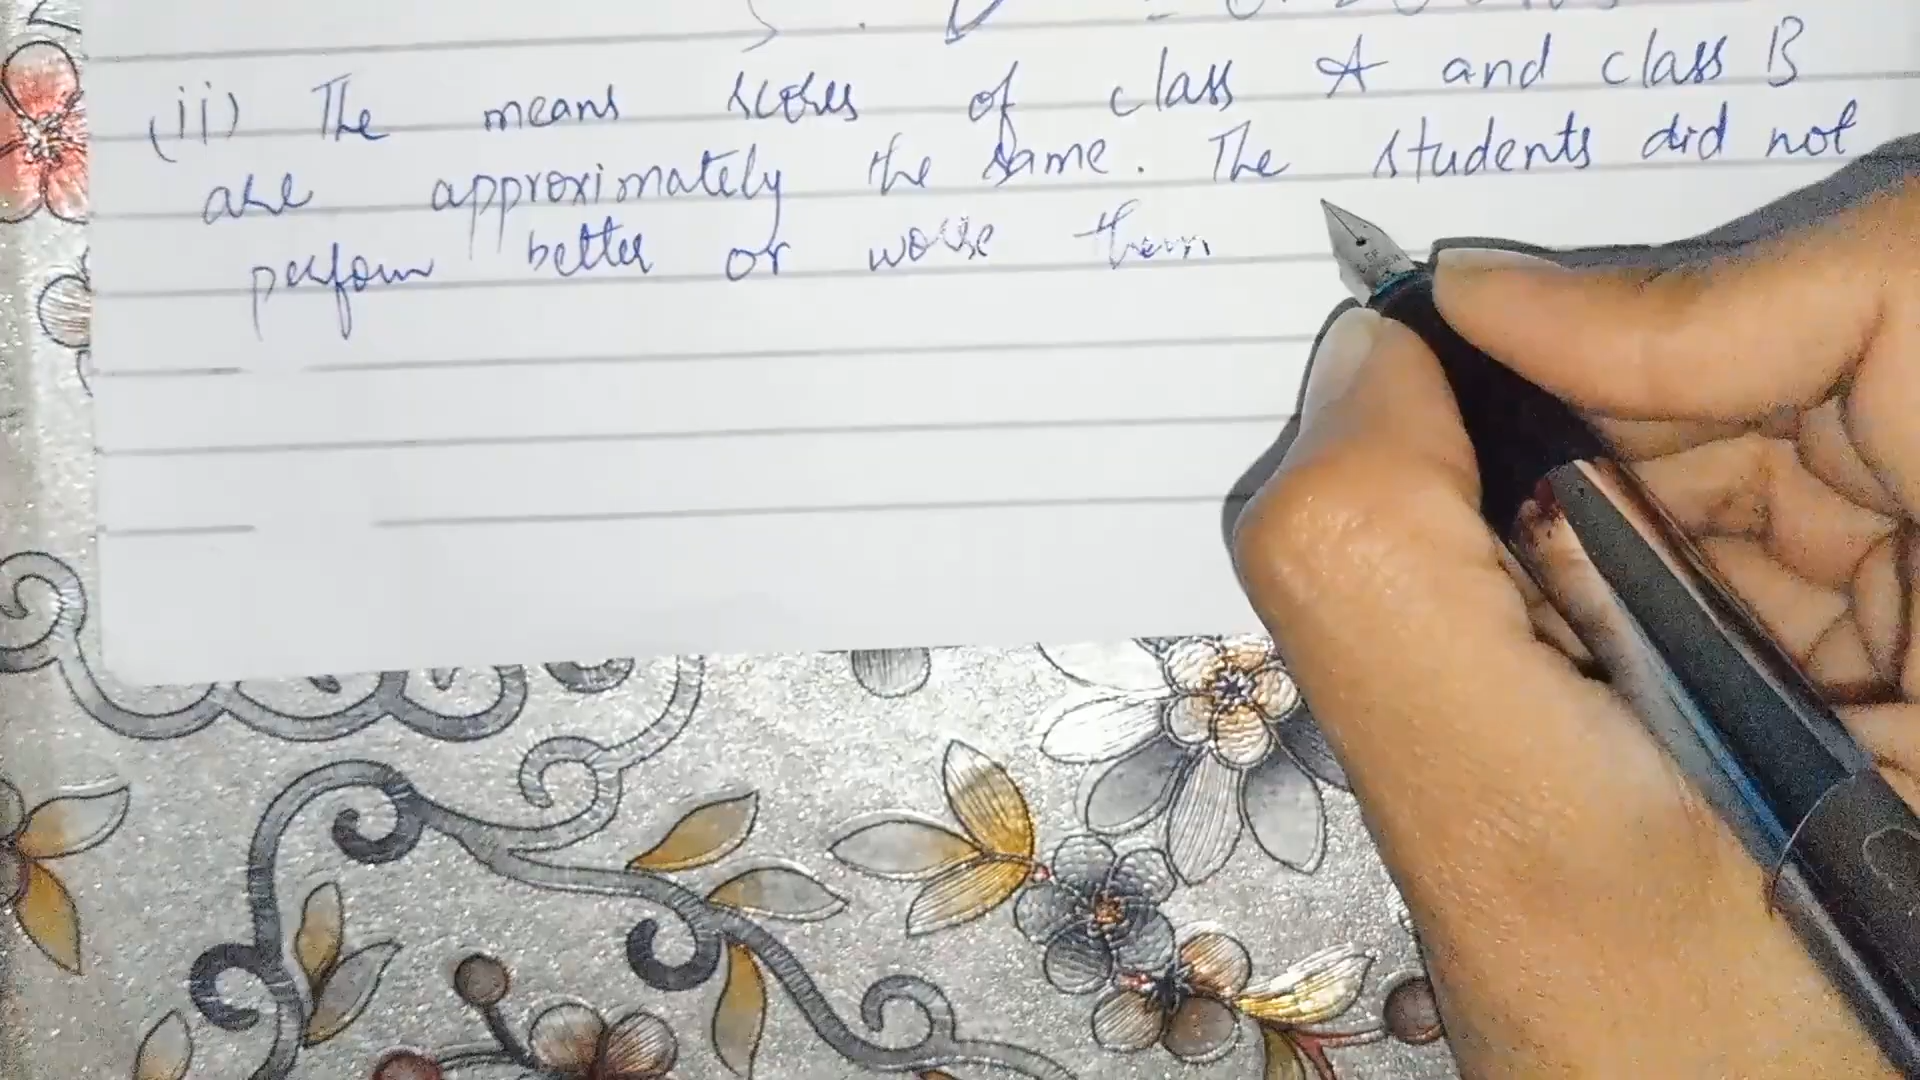 (ii) The means scores of class A and class B
are approximately the same. The students did not
perform better or worse then